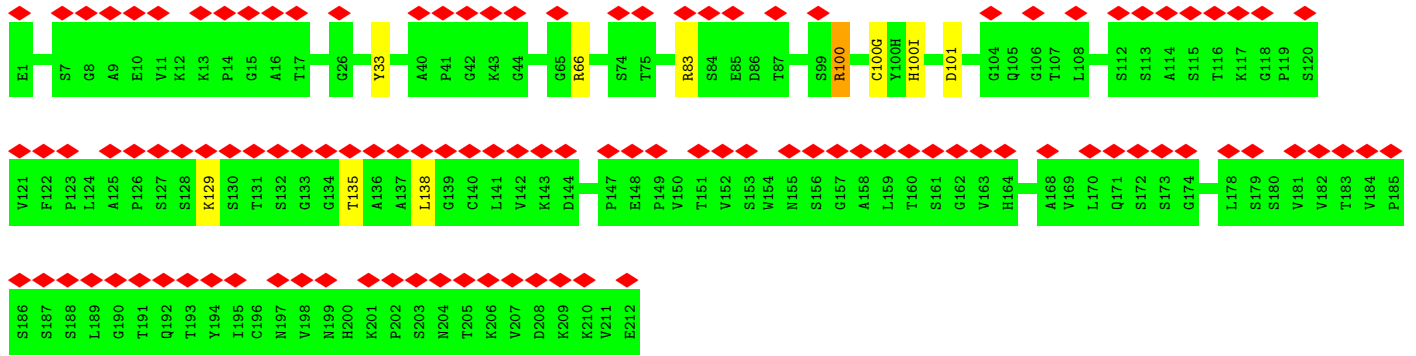 E1 S7 G8 A9 E10 V11 K12 K13 P14 G15 A16 T17 G26 Y33 A40 P41 G42 K43 G44 G65 R66 S74 T75 R83 S84 E85 D86 T87 S99 R100 C100G Y100H H100I D101 G104 Q105 G106 T107 L108 S112 S113 A114 S115 T116 K117 G118 P119 S120
V121 F122 P123 L124 A125 P126 S127 S128 K129 S130 T131 S132 G133 G134 T135 A136 A137 L138 G139 C140 L141 V142 K143 D144 P147 E148 P149 V150 T151 V152 S153 W154 N155 S156 G157 A158 L159 T160 S161 G162 V163 H164 A168 V169 L170 Q171 S172 S173 G174 L178 S179 S180 V181 V182 T183 V184 P185
S186 S187 S188 L189 G190 T191 Q192 T193 Y194 I195 C196 N197 V198 N199 H200 K201 P202 S203 N204 T205 K206 V207 D208 K209 K210 V211 E212